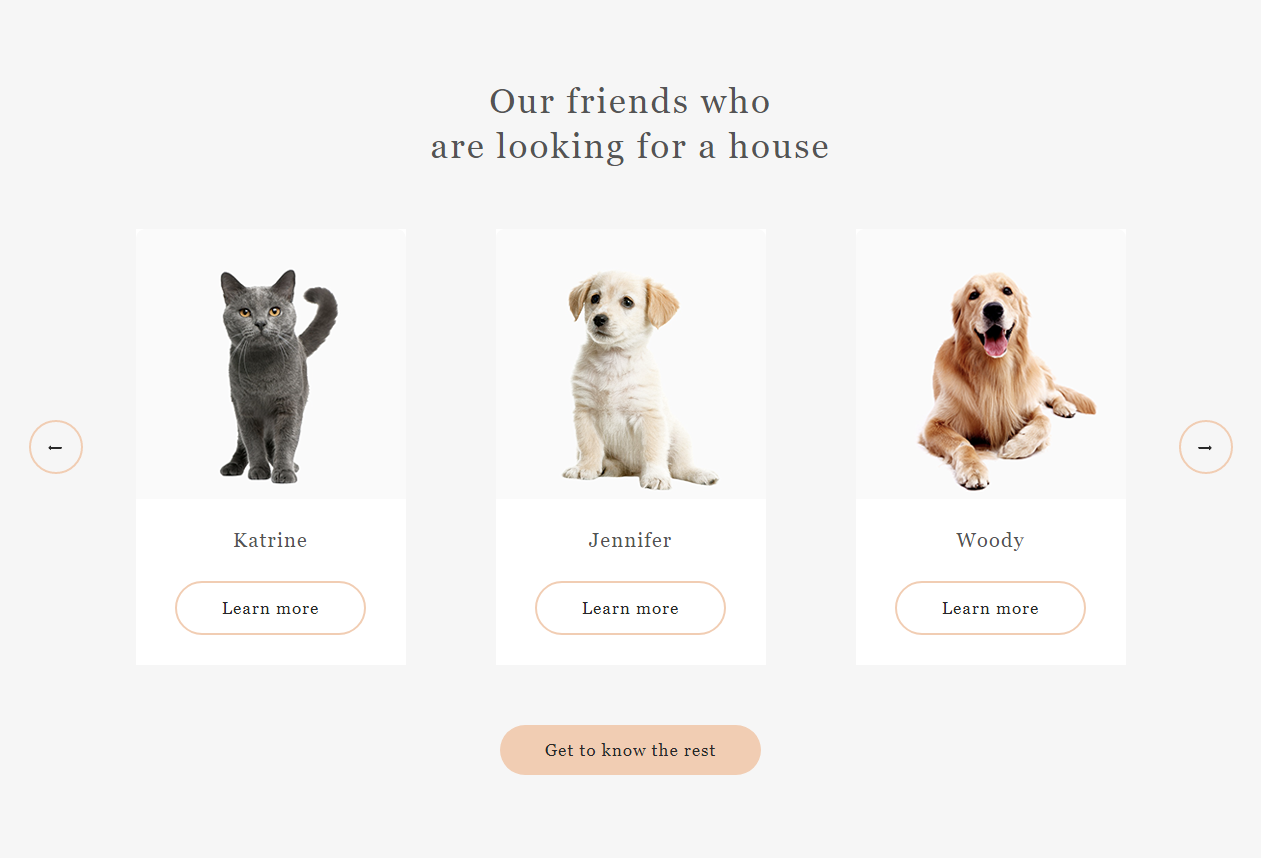 Our friends who
are looking for a house
←
→
Katrine
Jennifer
Woody
Learn more
Learn more
Learn more
Get to know the rest